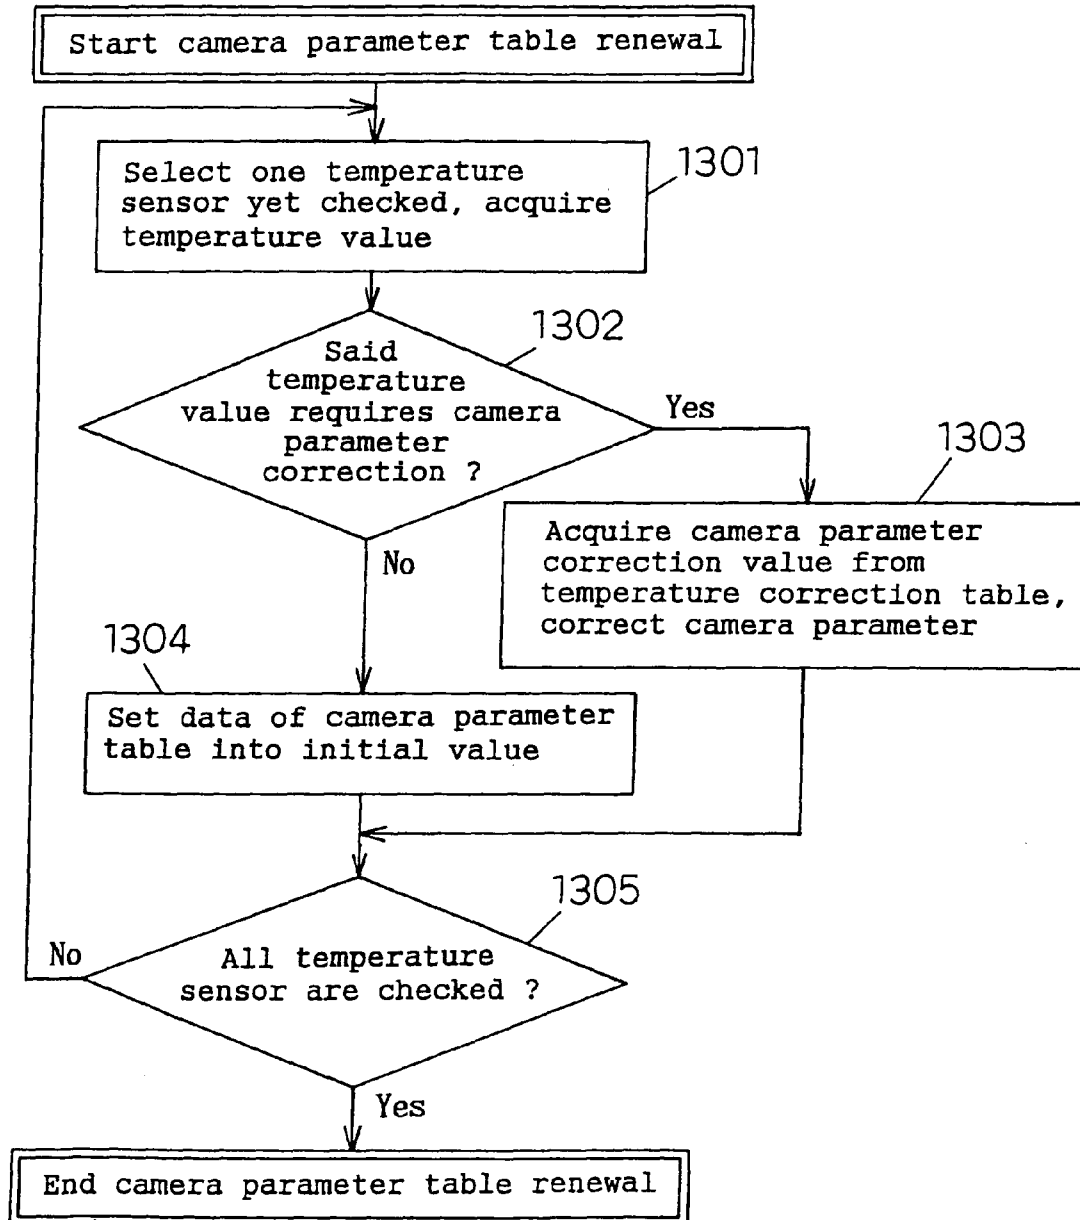 Start camera parameter table renewal
Select one temperature
sensor yet checked, acquire
temperature value
1301
Said
temperature
value requires camera
parameter
correction ?
1302
Yes
No
1303
Acquire camera parameter
correction value from
temperature correction table,
correct camera parameter
1304
Set data of camera parameter
table into initial value
1305
All temperature
sensor are checked ?
No
Yes
End camera parameter table renewal